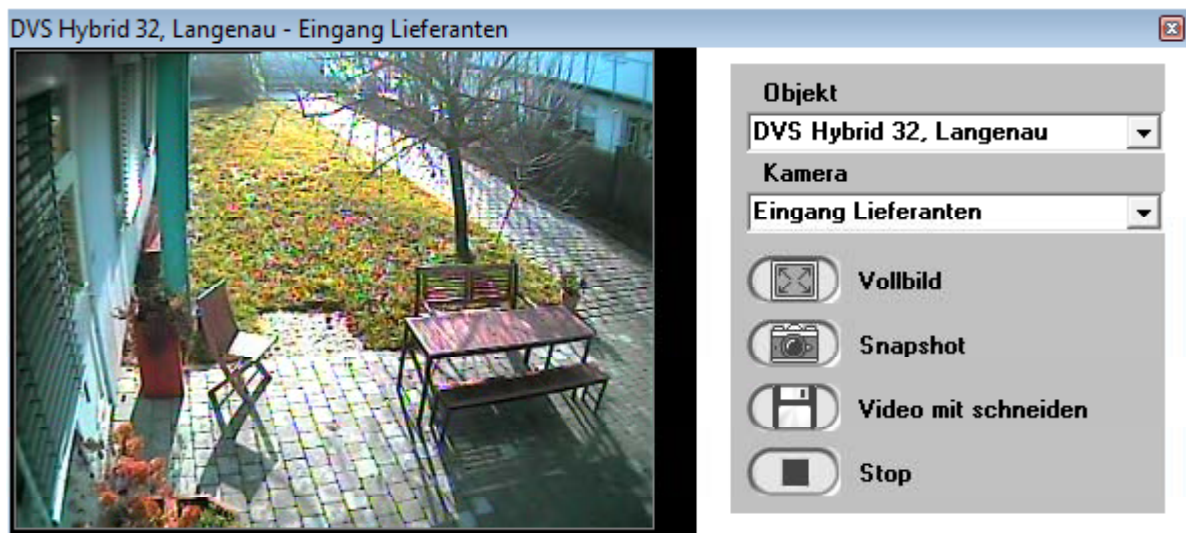 DVS Hybrid 32, Langenau - Eingang Lieferanten
Objekt
DVS Hybrid 32, Langenau
Kamera
Eingang Lieferanten
Vollbild
Snapshot
Video mit schneiden
Stop